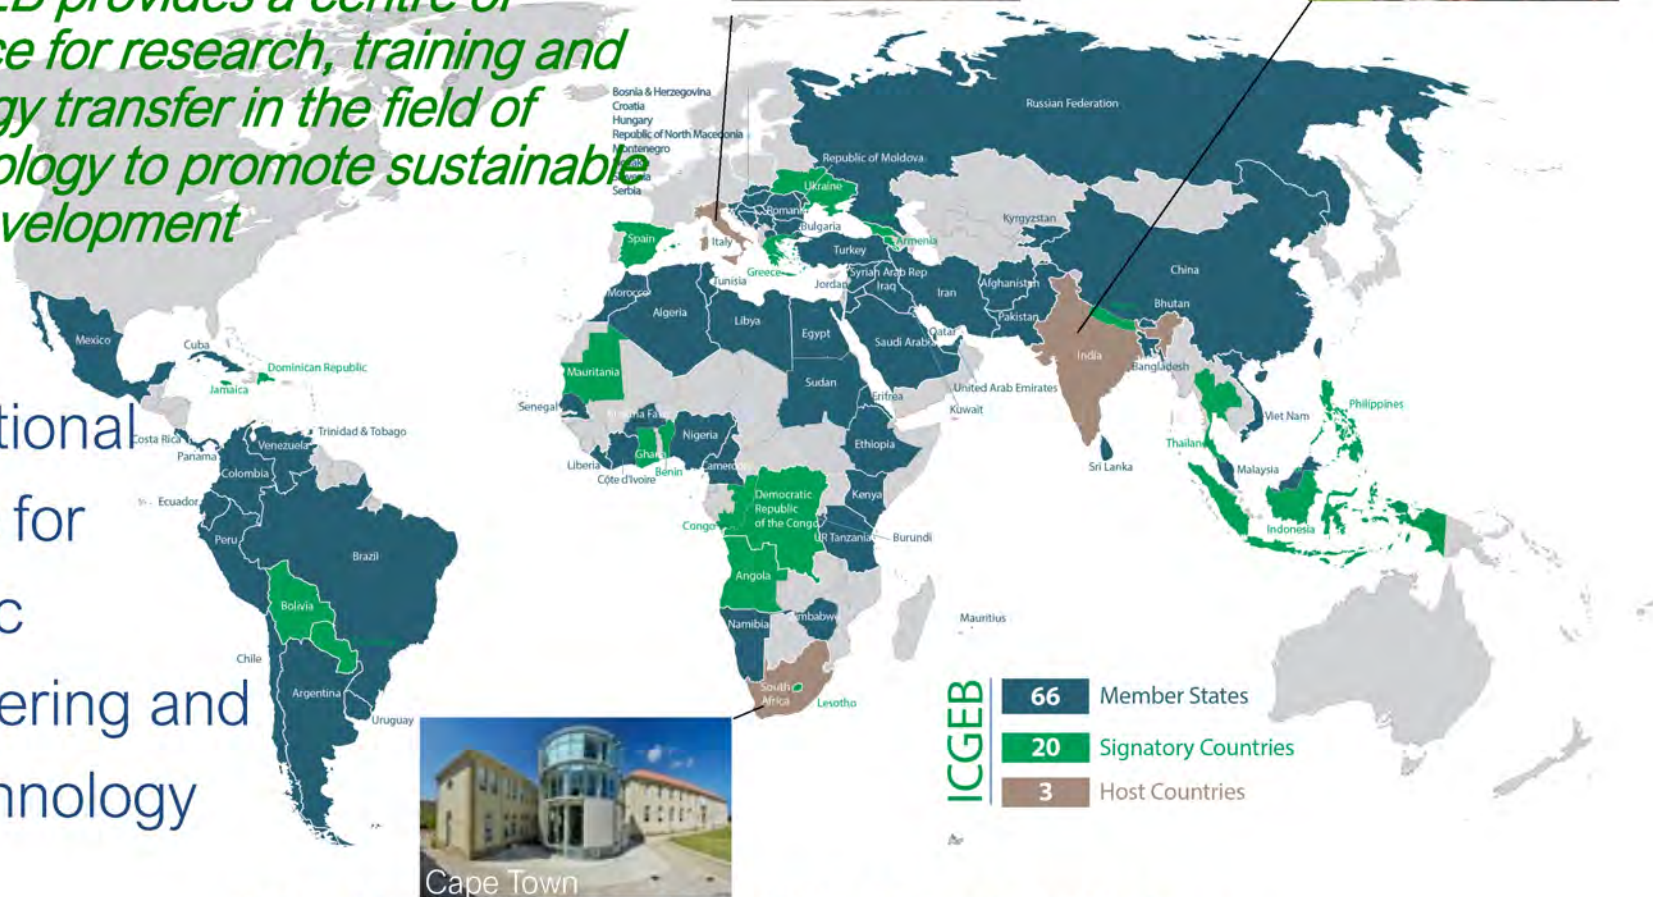 EB provides a centre of
ce for research, training and
gy transfer in the field of
ology to promote sustainable
velopment
tional
for
c
ering and
hnology
Bosnia & Herzegovina
Croatia
Hungary
Republic of North Macedonia
Montenegro
Serbia
Russian Federation
Republic of Moldova
Ukraine
Romania
Bulgaria
Kyrgyzstan
Spain
Italy
Greece
Turkey
Armenia
Tunisia
Jordan
Syrian Arab Rep
Iraq
Iran
Afghanistan
China
Morocco
Algeria
Libya
Egypt
Saudi Arabia
Qatar
Pakistan
Bhutan
India
Bangladesh
Mexico
Cuba
Dominican Republic
Jamaica
Mauritania
Sudan
Eritrea
United Arab Emirates
Kuwait
Senegal
Nigeria
Ethiopia
Viet Nam
Philippines
Costa Rica
Panama
Venezuela
Trinidad & Tobago
Colombia
Liberia
Côte d'Ivoire
Ghana
Benin
Cameroon
Thailand
Sri Lanka
Malaysia
Ecuador
Peru
Brazil
Congo
Democratic
Republic
of the Congo
Kenya
UR Tanzania
Burundi
Indonesia
Angola
Bolivia
Namibia
Zimbabwe
Mauritius
Chile
Argentina
Uruguay
South
Africa
Lesotho
ICGEB
66 Member States
20 Signatory Countries
3 Host Countries
Cape Town